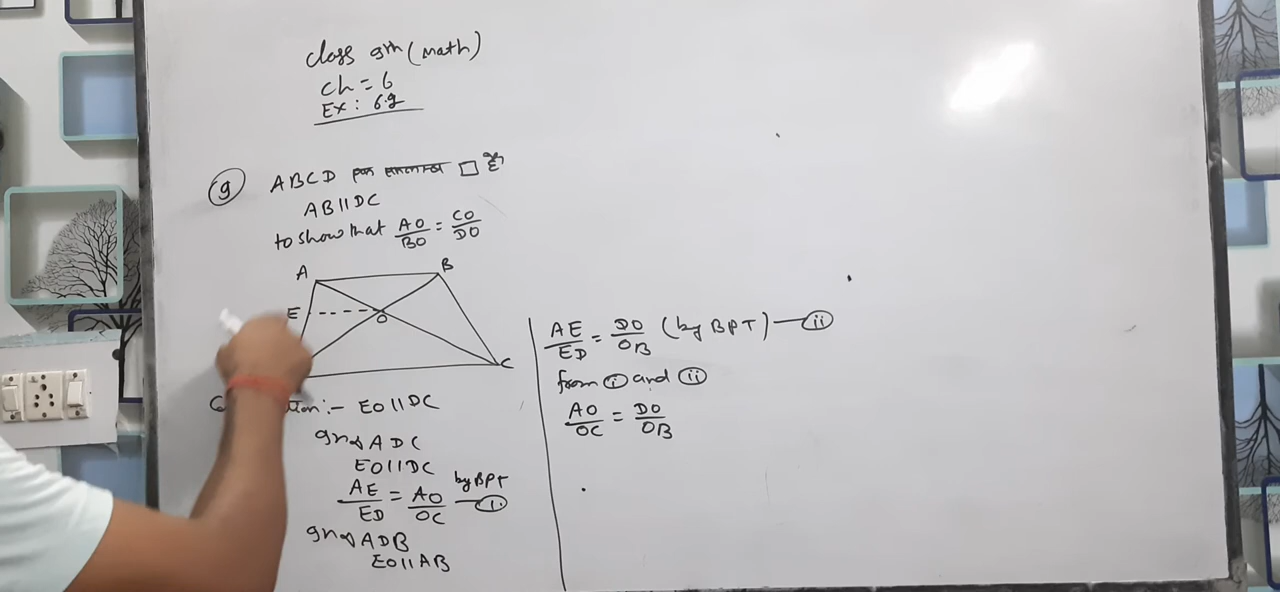 class 9th (math)
ch = 6
Ex: 6.2
9 ABCD एक □ है
AB||DC
to show that AO/BO = CO/DO
A B
E O
C
tion:- EO||DC
In △ ADC
EO||DC
AE/ED = AO/OC by BPT — i
In △ ADB
EO||AB
AE/ED = DO/OB (by BPT) — ii
from i and ii
AO/OC = DO/OB